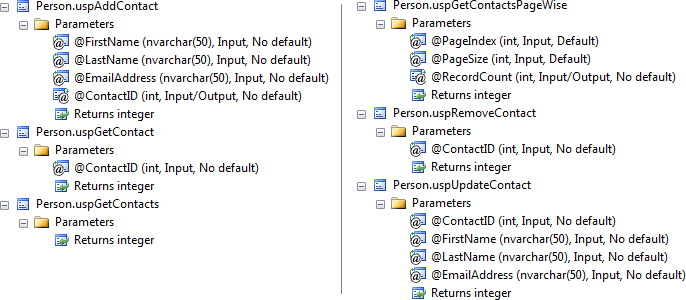 Person.uspAddContact
Parameters
@FirstName (nvarchar(50), Input, No default)
@LastName (nvarchar(50), Input, No default)
@EmailAddress (nvarchar(50), Input, No default)
@ContactID (int, Input/Output, No default)
Returns integer
Person.uspGetContact
Parameters
@ContactID (int, Input, No default)
Returns integer
Person.uspGetContacts
Parameters
Returns integer
Person.uspGetContactsPageWise
Parameters
@PageIndex (int, Input, Default)
@PageSize (int, Input, Default)
@RecordCount (int, Input/Output, No default)
Returns integer
Person.uspRemoveContact
Parameters
@ContactID (int, Input, No default)
Returns integer
Person.uspUpdateContact
Parameters
@ContactID (int, Input, No default)
@FirstName (nvarchar(50), Input, No default)
@LastName (nvarchar(50), Input, No default)
@EmailAddress (nvarchar(50), Input, No default)
Returns integer